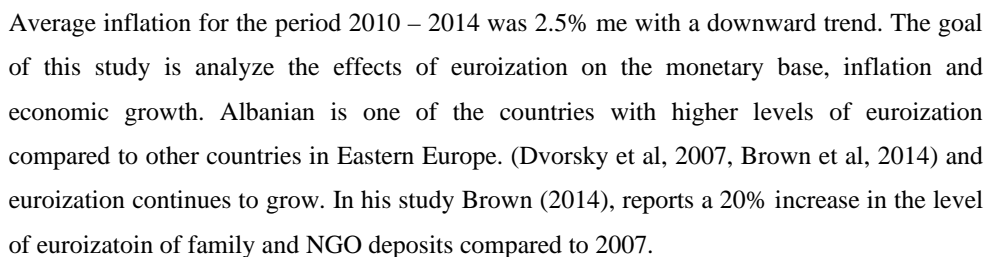 Average inflation for the period 2010 – 2014 was 2.5% me with a downward trend. The goal
of this study is analyze the effects of euroization on the monetary base, inflation and
economic growth. Albanian is one of the countries with higher levels of euroization
compared to other countries in Eastern Europe. (Dvorsky et al, 2007, Brown et al, 2014) and
euroization continues to grow. In his study Brown (2014), reports a 20% increase in the level
of euroizatoin of family and NGO deposits compared to 2007.